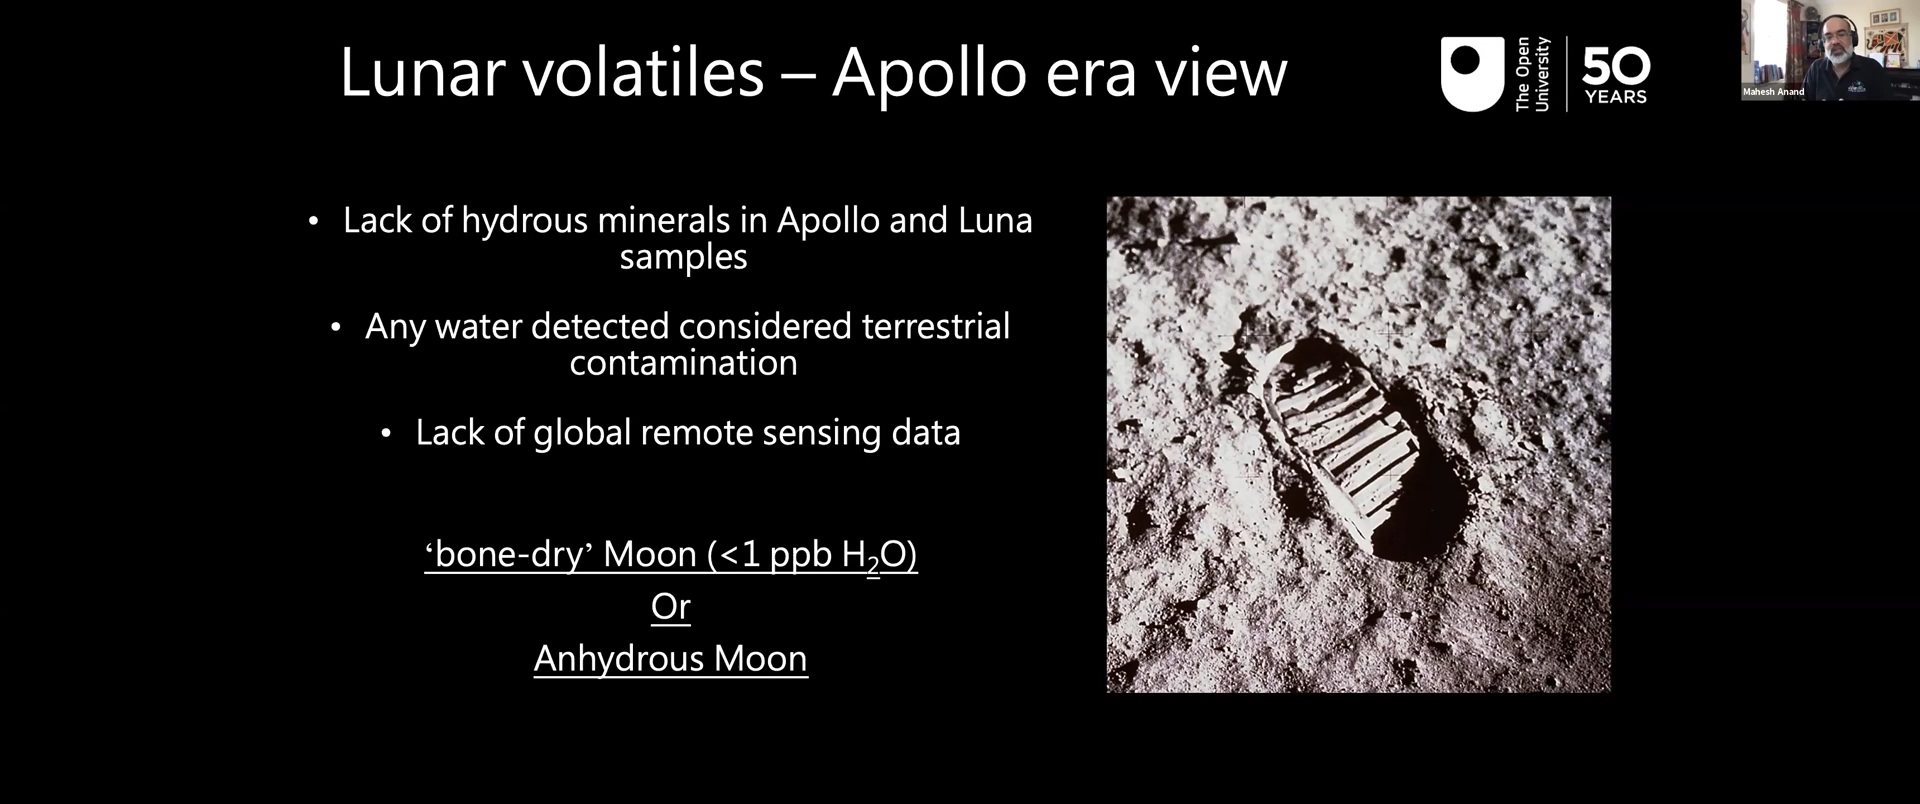 Lunar volatiles – Apollo era view
The Open
University
50
YEARS
Mahesh Anand
• Lack of hydrous minerals in Apollo and Luna
samples
• Any water detected considered terrestrial
contamination
• Lack of global remote sensing data
‘bone-dry’ Moon (<1 ppb H₂O)
Or
Anhydrous Moon